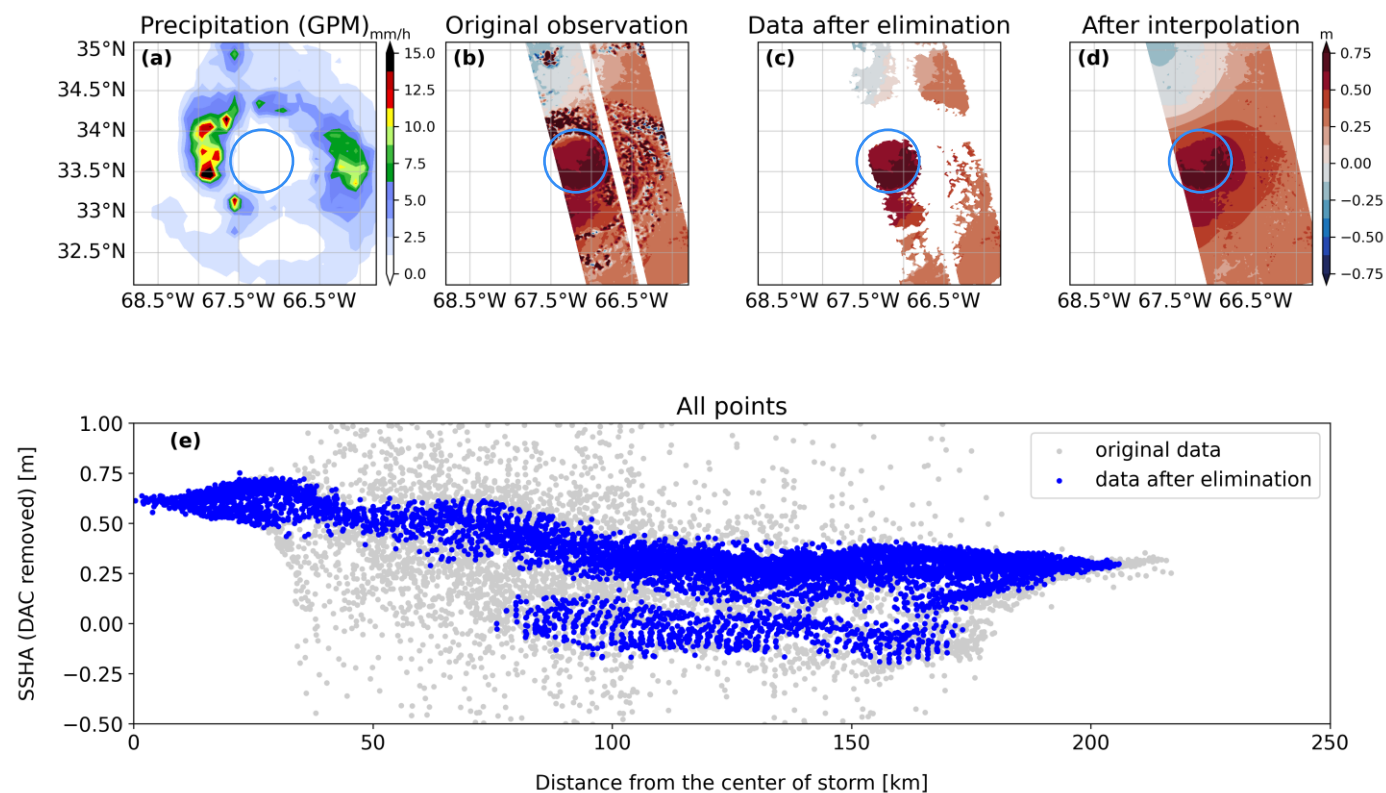 Precipitation (GPM)
mm/h
(a)
35°N
34.5°N
34°N
33.5°N
33°N
32.5°N
68.5°W 67.5°W 66.5°W
15.0
12.5
10.0
7.5
5.0
2.5
0.0
Original observation
(b)
68.5°W 67.5°W 66.5°W
Data after elimination
(c)
68.5°W 67.5°W 66.5°W
After interpolation
(d)
68.5°W 67.5°W 66.5°W
m
0.75
0.50
0.25
0.00
−0.25
−0.50
−0.75
All points
(e)
original data
data after elimination
SSHA (DAC removed) [m]
1.00
0.75
0.50
0.25
0.00
−0.25
−0.50
0 50 100 150 200 250
Distance from the center of storm [km]